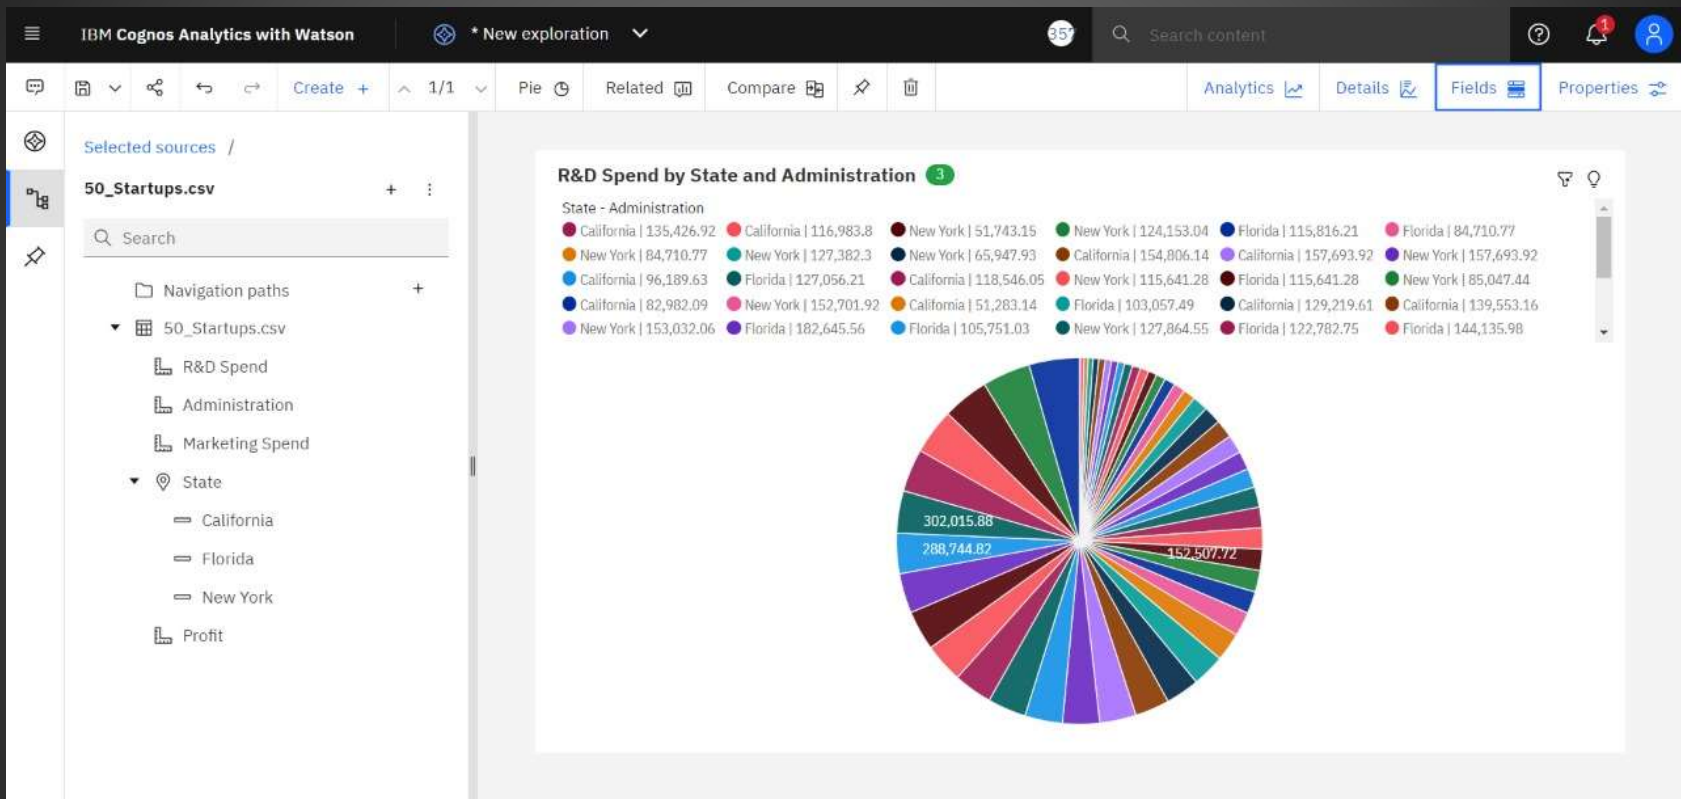 IBM Cognos Analytics with Watson
* New exploration
Search content
1
Create +
1/1
Pie
Related
Compare
Analytics
Details
Fields
Properties
Selected sources /
50_Startups.csv
Search
Navigation paths
50_Startups.csv
R&D Spend
Administration
Marketing Spend
State
California
Florida
New York
Profit
R&D Spend by State and Administration 3
State - Administration
California | 135,426.92 California | 116,983.8 New York | 51,743.15 New York | 124,153.04 Florida | 115,816.21 Florida | 84,710.77
New York | 84,710.77 New York | 127,382.3 New York | 65,947.93 California | 154,806.14 California | 157,693.92 New York | 157,693.92
California | 96,189.63 Florida | 127,056.21 California | 118,546.05 New York | 115,641.28 Florida | 115,641.28 New York | 85,047.44
California | 82,982.09 New York | 152,701.92 California | 51,283.14 Florida | 103,057.49 California | 129,219.61 California | 139,553.16
New York | 153,032.06 Florida | 182,645.56 Florida | 105,751.03 New York | 127,864.55 Florida | 122,782.75 Florida | 144,135.98
302,015.88
288,744.82
152,507.72